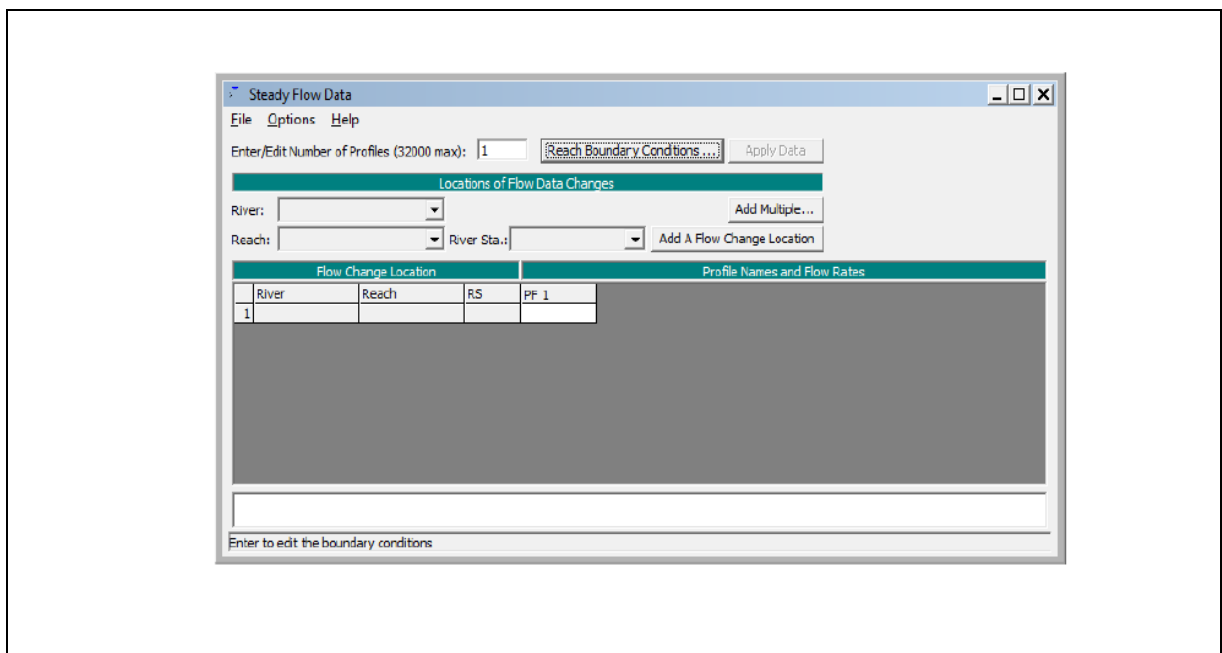 Steady Flow Data
File Options Help
Enter/Edit Number of Profiles (32000 max): 1 Reach Boundary Conditions ... Apply Data
Locations of Flow Data Changes
River: Add Multiple...
Reach: River Sta.: Add A Flow Change Location
Flow Change Location Profile Names and Flow Rates
River Reach RS PF 1
1
Enter to edit the boundary conditions